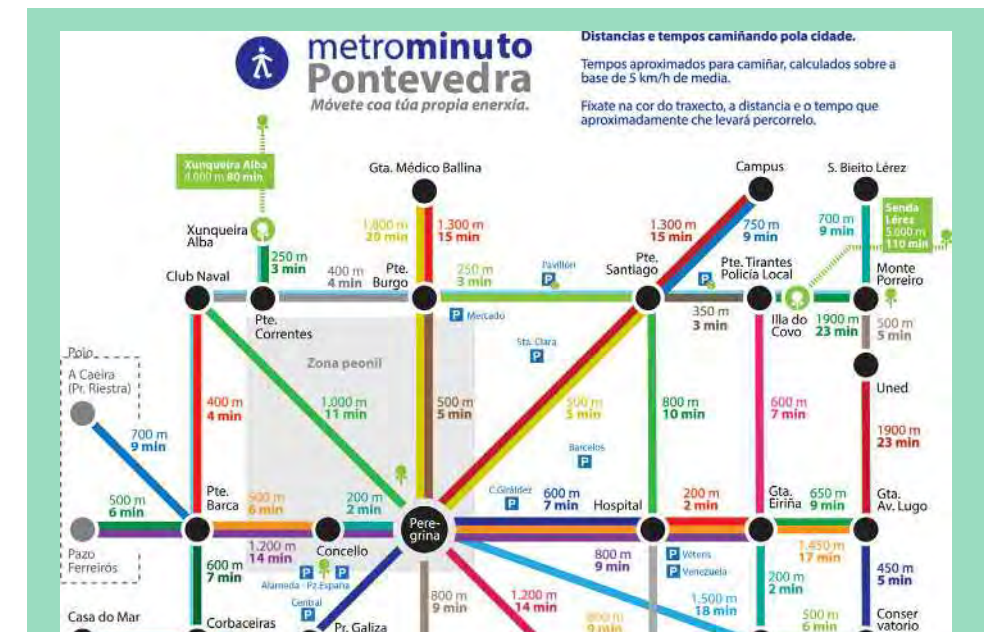 metrominuto
Pontevedra
Móvete coa túa propia enerxía.
Distancias e tempos camiñando pola cidade.
Tempos aproximados para camiñar, calculados sobre a
base de 5 km/h de media.
Fíxate na cor do traxecto, a distancia e o tempo que
aproximadamente che levará percorrelo.
Xunqueira Alba
4.000 m 80 min
Gta. Médico Ballina
Campus
S. Bieito Lérez
Xunqueira
Alba
1.800 m
20 min
1.300 m
15 min
1.300 m
15 min
750 m
9 min
700 m
9 min
Senda
Lérez
5.000 m
110 min
250 m
3 min
Club Naval
400 m
4 min
Pte.
Burgo
250 m
3 min
Pavillón
P
Pte.
Santiago
P
Pte. Tirantes
Policía Local
Monte
Porreiro
Pte.
Correntes
P Mercado
350 m
3 min
Illa do
Covo
1900 m
23 min
500 m
5 min
Sta. Clara
P
Zona peonil
Polo
A Caeira
(Pr. Riestra)
Uned
400 m
4 min
1.000 m
11 min
500 m
5 min
500 m
5 min
800 m
10 min
600 m
7 min
1900 m
23 min
700 m
9 min
Barcelos
P
500 m
6 min
Pte.
Barca
500 m
6 min
200 m
2 min
C.Giráldez
P
600 m
7 min
Hospital
200 m
2 min
Gta.
Eiriña
650 m
9 min
Gta.
Av. Lugo
Pere-
grina
Pazo
Ferreirós
1.200 m
14 min
Concello
800 m
9 min
1.450 m
17 min
600 m
7 min
P P
Alameda - Pz.España
P
P Venezuela
200 m
2 min
450 m
5 min
Central
P
800 m
9 min
1.200 m
14 min
1.500 m
18 min
Casa do Mar
Corbaceiras
Pr. Galiza
800 m
9 min
500 m
6 min
Conser
vatorio